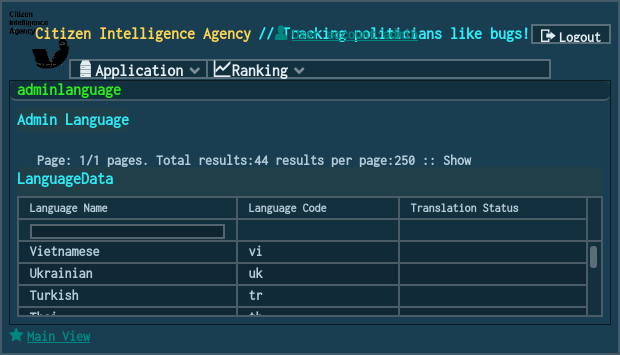 Citizen
Intelligence
Agency
Citizen Intelligence Agency // Tracking politicians like bugs!
Logout
Application Ranking
adminlanguage
Admin Language
Page: 1/1 pages. Total results:44 results per page:250 :: Show
LanguageData
Language Name Language Code Translation Status
Vietnamese vi
Ukrainian uk
Turkish tr
Thai th
Main View